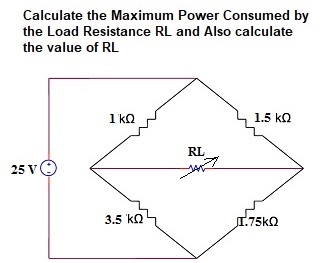 Calculate the Maximum Power Consumed by
the Load Resistance RL and Also calculate
the value of RL
1 kΩ
1.5 kΩ
RL
25 V
3.5 kΩ
1.75kΩ